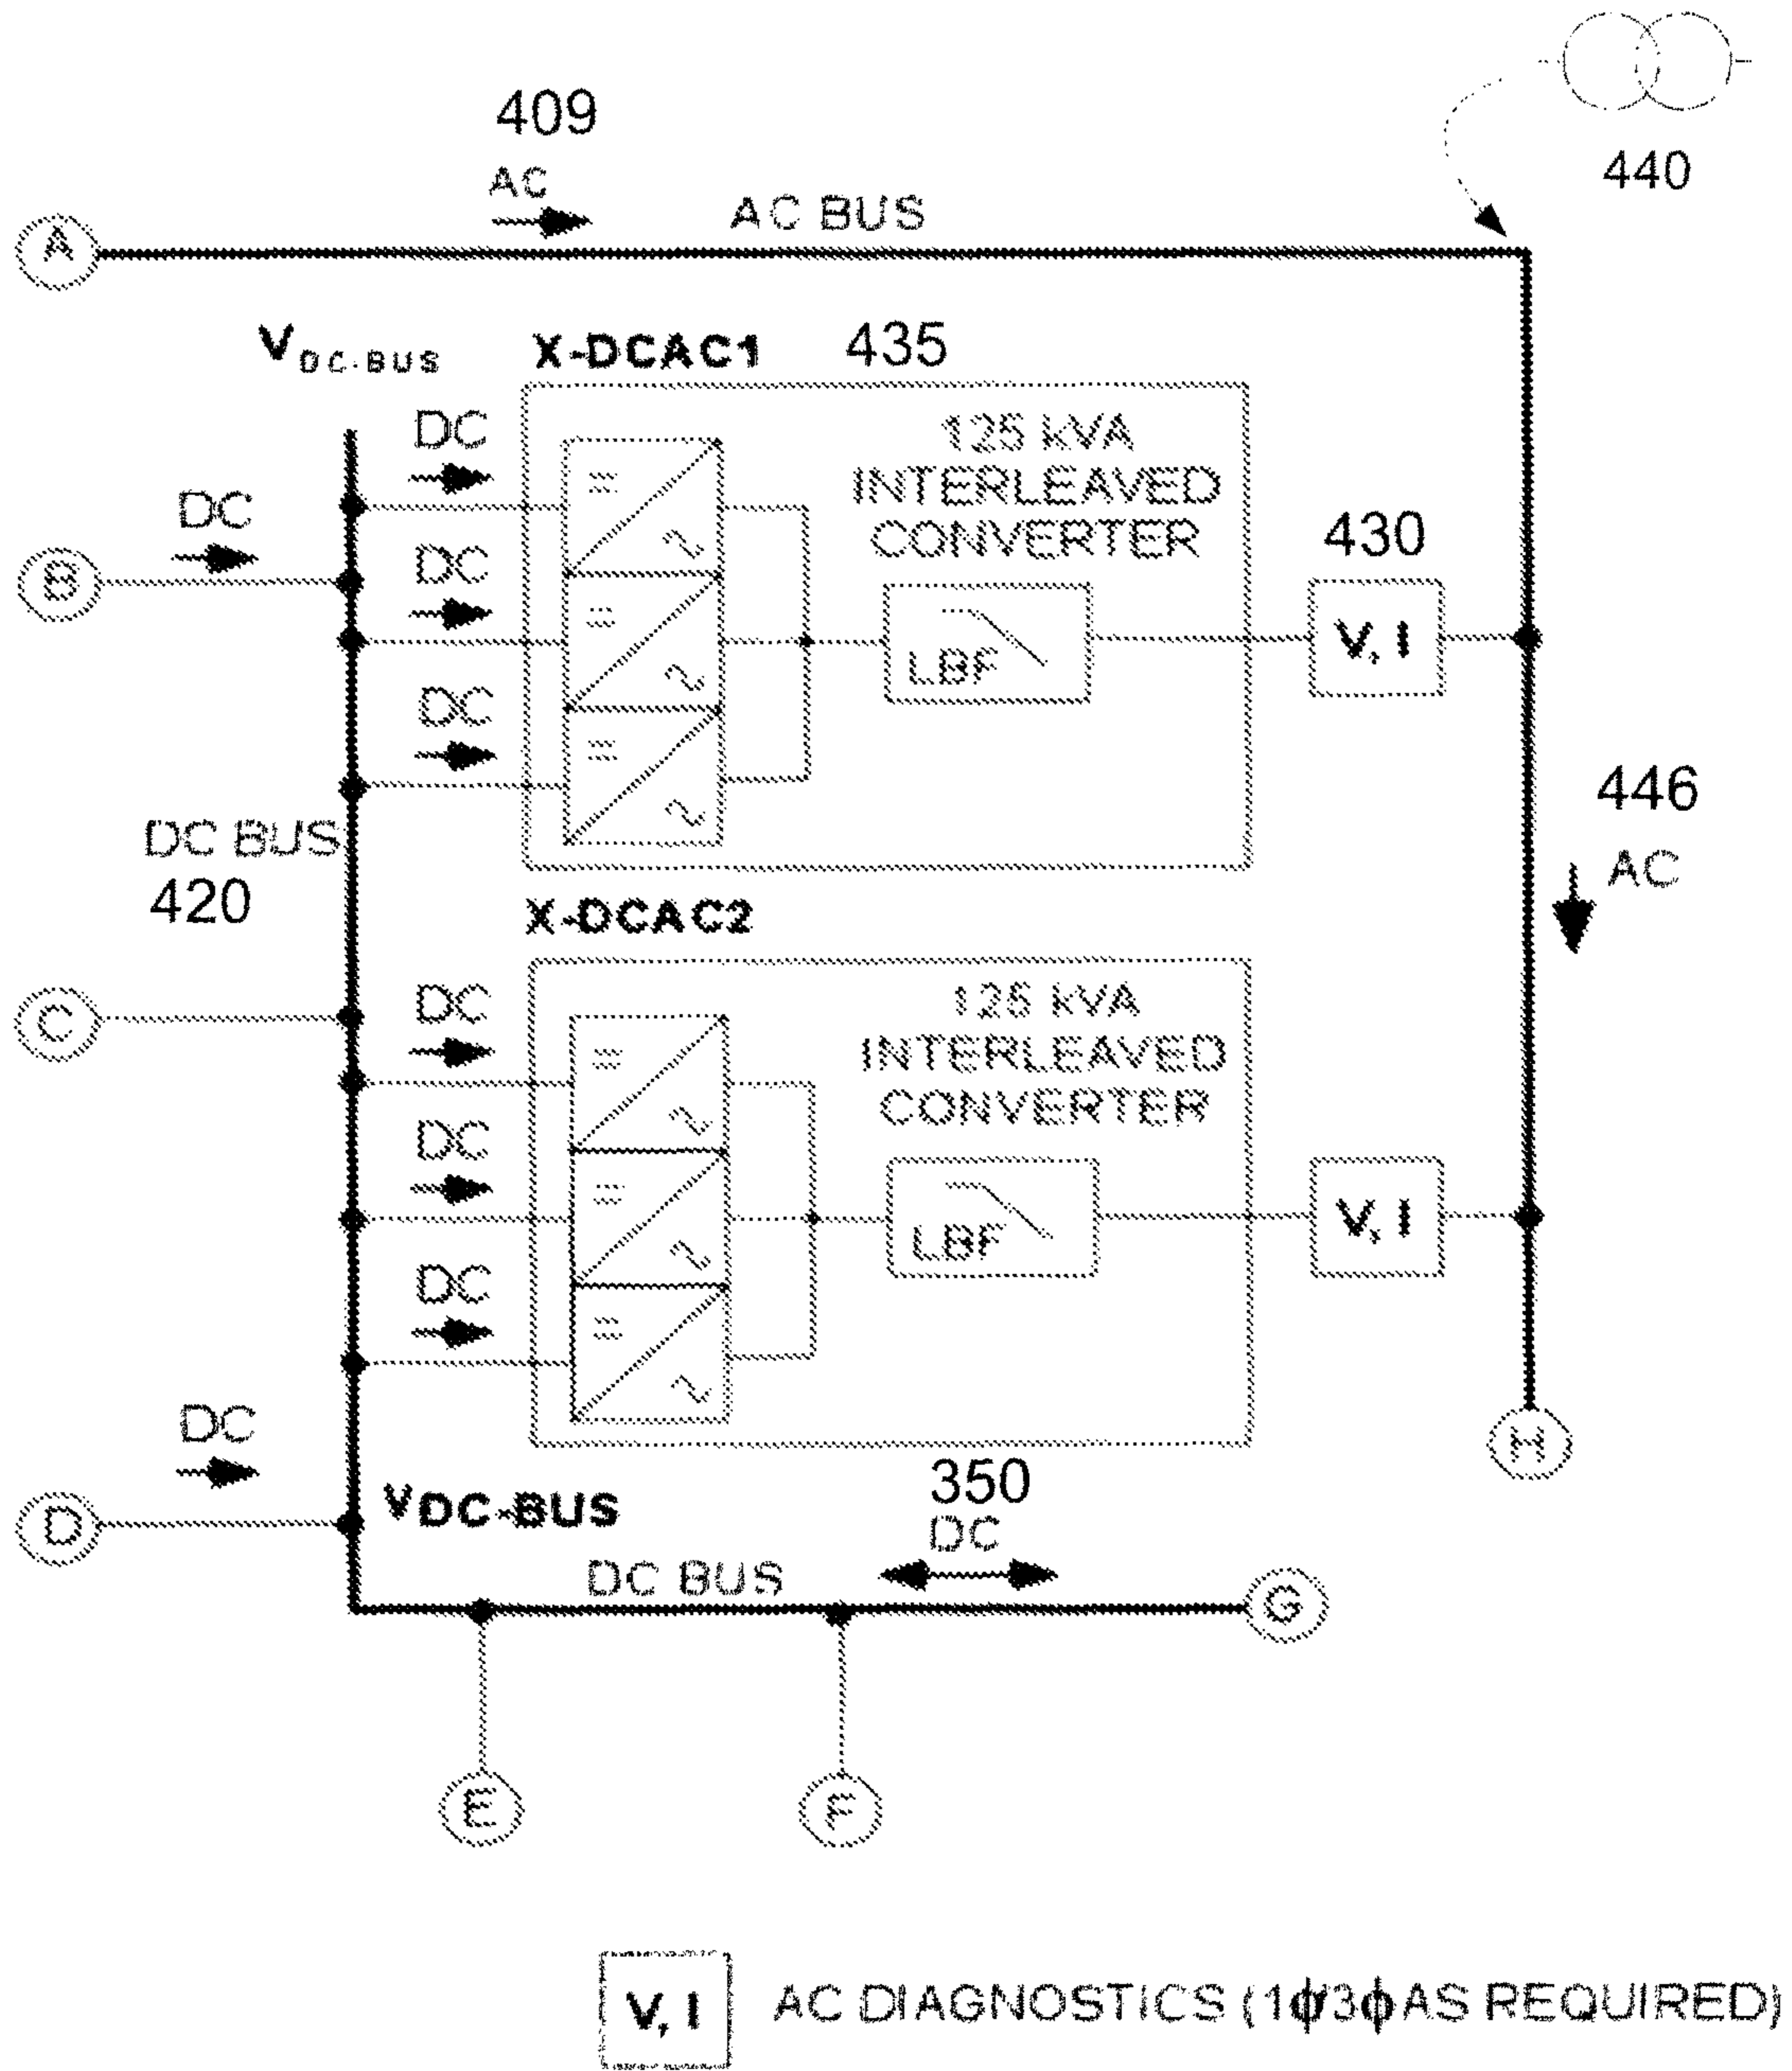 440
409
AC
AC BUS
A
V DC-BUS
X-DCAC1
435
DC
125 kVA
INTERLEAVED
CONVERTER
DC
B
DC
430
LBF
V, I
DC
DC BUS
420
446
AC
X-DCAC2
C
DC
125 kVA
INTERLEAVED
CONVERTER
DC
LBF
V, I
DC
DC
H
D
VDC-BUS
350
DC
DC BUS
G
E
F
V, I
AC DIAGNOSTICS (1ϕ/3ϕ AS REQUIRED)